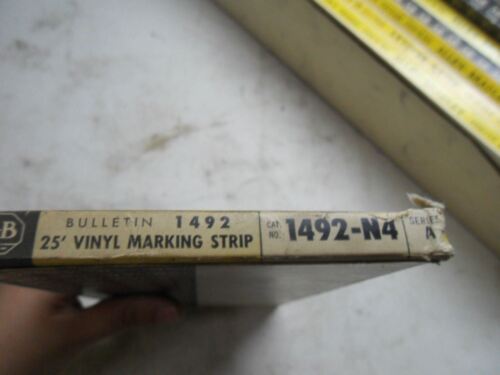 B
BULLETIN 1492
25' VINYL MARKING STRIP
CAT.
NO.
1492-N4
SERIES
A